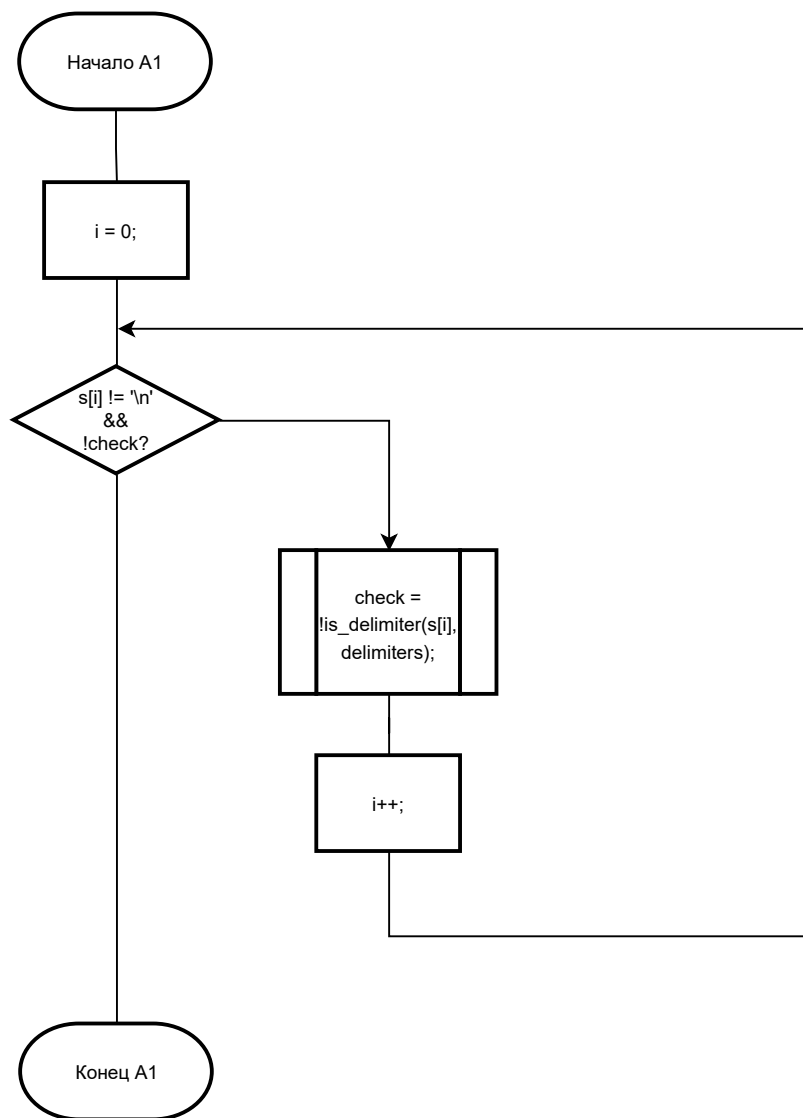 Начало А1
i = 0;
s[i] != '\n'
&&
!check?
check =
!is_delimiter(s[i],
delimiters);
i++;
Конец А1